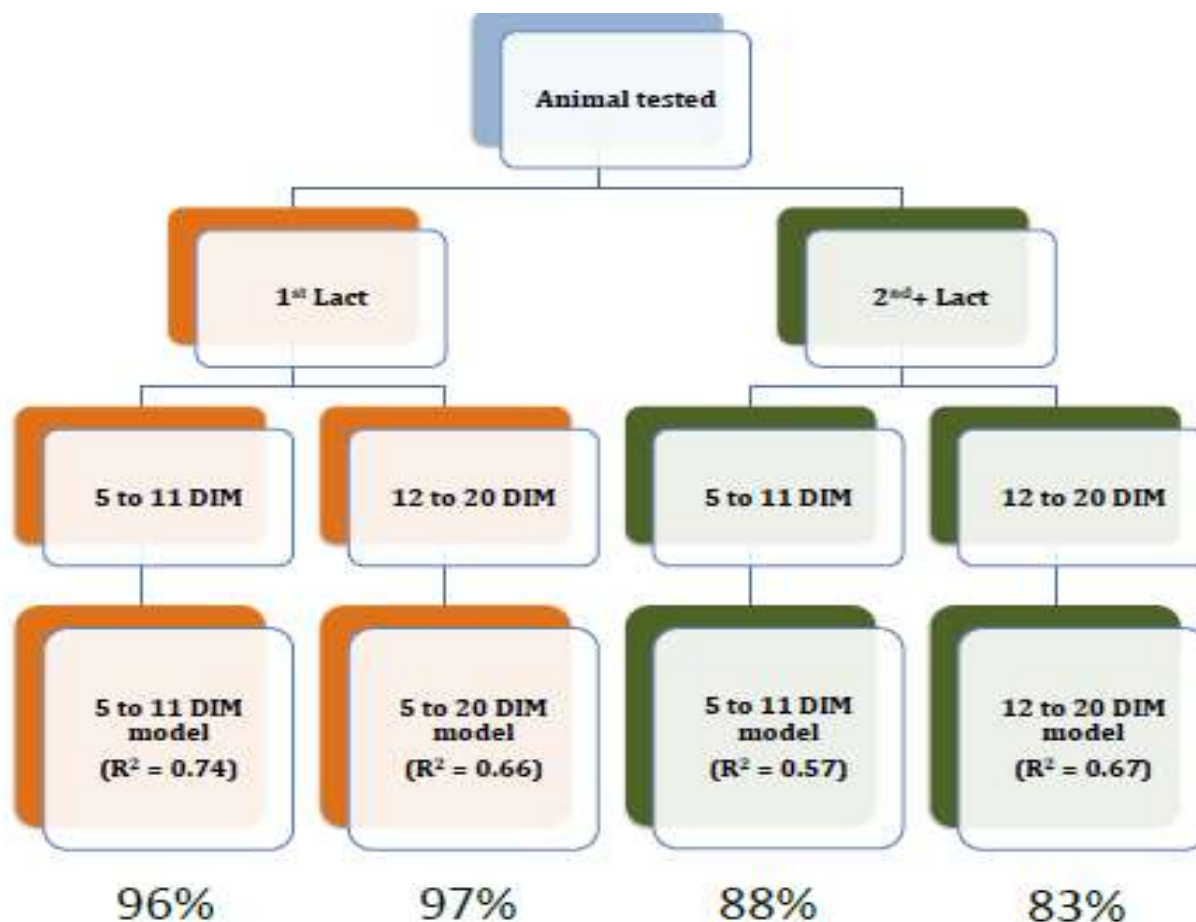 Animal tested
1st Lact
2nd+ Lact
5 to 11 DIM
12 to 20 DIM
5 to 11 DIM
12 to 20 DIM
5 to 11 DIM
model
(R² = 0.74)
5 to 20 DIM
model
(R² = 0.66)
5 to 11 DIM
model
(R² = 0.57)
12 to 20 DIM
model
(R² = 0.67)
96%
97%
88%
83%